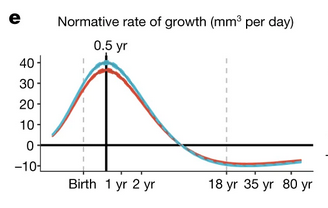 e
Normative rate of growth (mm³ per day)
0.5 yr
40
30
20
10
0
−10
Birth 1 yr 2 yr 18 yr 35 yr 80 yr